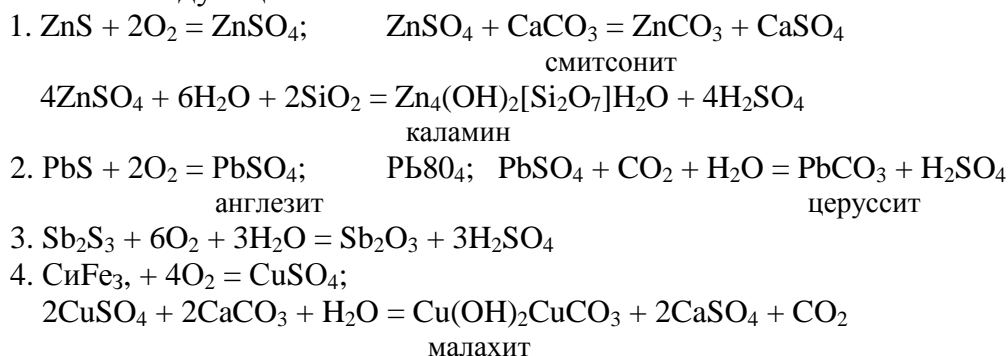 1. ZnS + 2O₂ = ZnSO₄; ZnSO₄ + CaCO₃ = ZnCO₃ + CaSO₄
смитсонит
4ZnSO₄ + 6H₂O + 2SiO₂ = Zn₄(OH)₂[Si₂O₇]H₂O + 4H₂SO₄
каламин
2. PbS + 2O₂ = PbSO₄; РЬ80₄; PbSO₄ + CO₂ + H₂O = PbCO₃ + H₂SO₄
англезит церуссит
3. Sb₂S₃ + 6O₂ + 3H₂O = Sb₂O₃ + 3H₂SO₄
4. СиFe₃, + 4O₂ = CuSO₄;
2CuSO₄ + 2CaCO₃ + H₂O = Cu(OH)₂CuCO₃ + 2CaSO₄ + CO₂
малахит